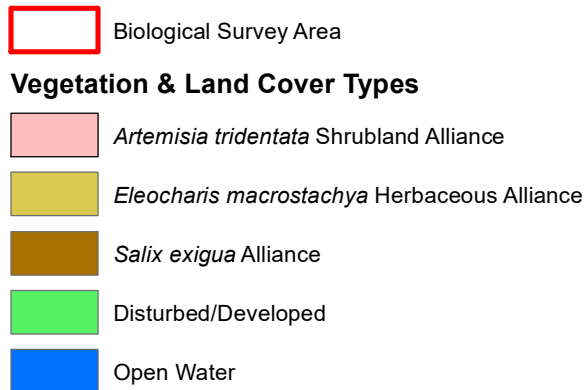 Biological Survey Area
Vegetation & Land Cover Types
Artemisia tridentata Shrubland Alliance
Eleocharis macrostachya Herbaceous Alliance
Salix exigua Alliance
Disturbed/Developed
Open Water